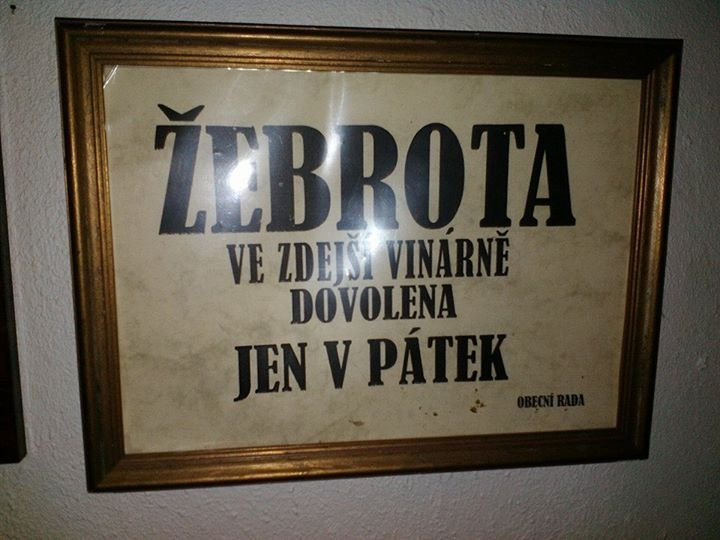 ŽEBROTA
VE ZDEJŠÍ VINÁRNĚ
DOVOLENA
JEN V PÁTEK
OBECNÍ RADA